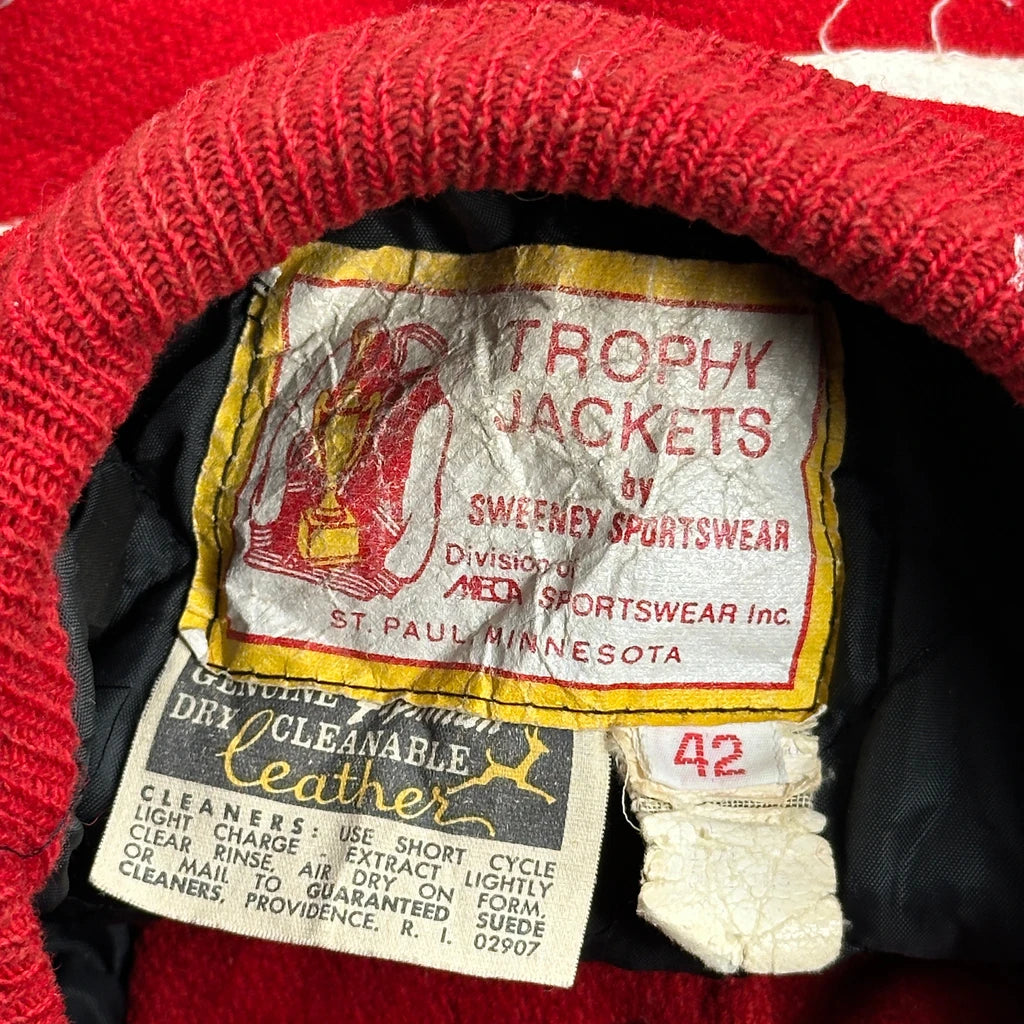 TROPHY
JACKETS
by
SWEENEY SPORTSWEAR
Division of
MECA SPORTSWEAR Inc.
ST. PAUL MINNESOTA
42
GENUINE
DRY CLEANABLE
leather
CLEANERS: USE SHORT CYCLE
LIGHT CHARGE - EXTRACT LIGHTLY
CLEAR RINSE, AIR DRY ON FORM,
OR MAIL TO GUARANTEED SUEDE
CLEANERS, PROVIDENCE, R. I. 02907